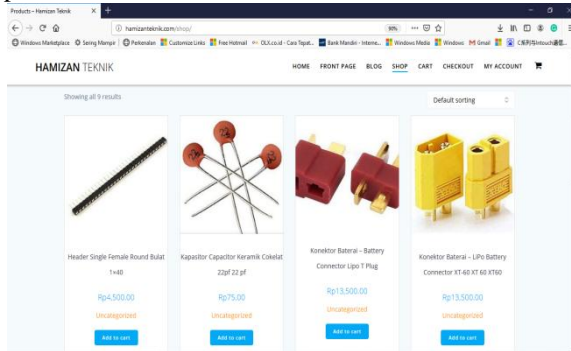 Products – Hamizan Teknik
hamizanteknik.com/shop/
80%
Windows Marketplace Sering Mampir Perkenalan Customize Links Free Hotmail OLX.co.id - Cara Tepat... Bank Mandiri - Interne... Windows Media Windows Gmail
HAMIZAN TEKNIK
HOME FRONT PAGE BLOG SHOP CART CHECKOUT MY ACCOUNT
Showing all 9 results
Default sorting
Header Single Female Round Bulat
1×40
Rp4,500.00
Uncategorized
Add to cart
Kapasitor Capacitor Keramik Cokelat
22pf 22 pf
Rp75.00
Uncategorized
Add to cart
Konektor Baterai – Battery
Connector Lipo T Plug
Rp13,500.00
Uncategorized
Add to cart
Konektor Baterai – LiPo Battery
Connector XT-60 XT 60 XT60
Rp13,500.00
Uncategorized
Add to cart